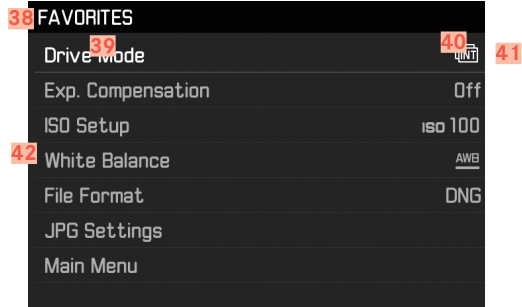 38 FAVORITES
39
Drive Mode 40 INT 41
Exp. Compensation Off
ISO Setup ISO 100
42 White Balance AWB
File Format DNG
JPG Settings
Main Menu